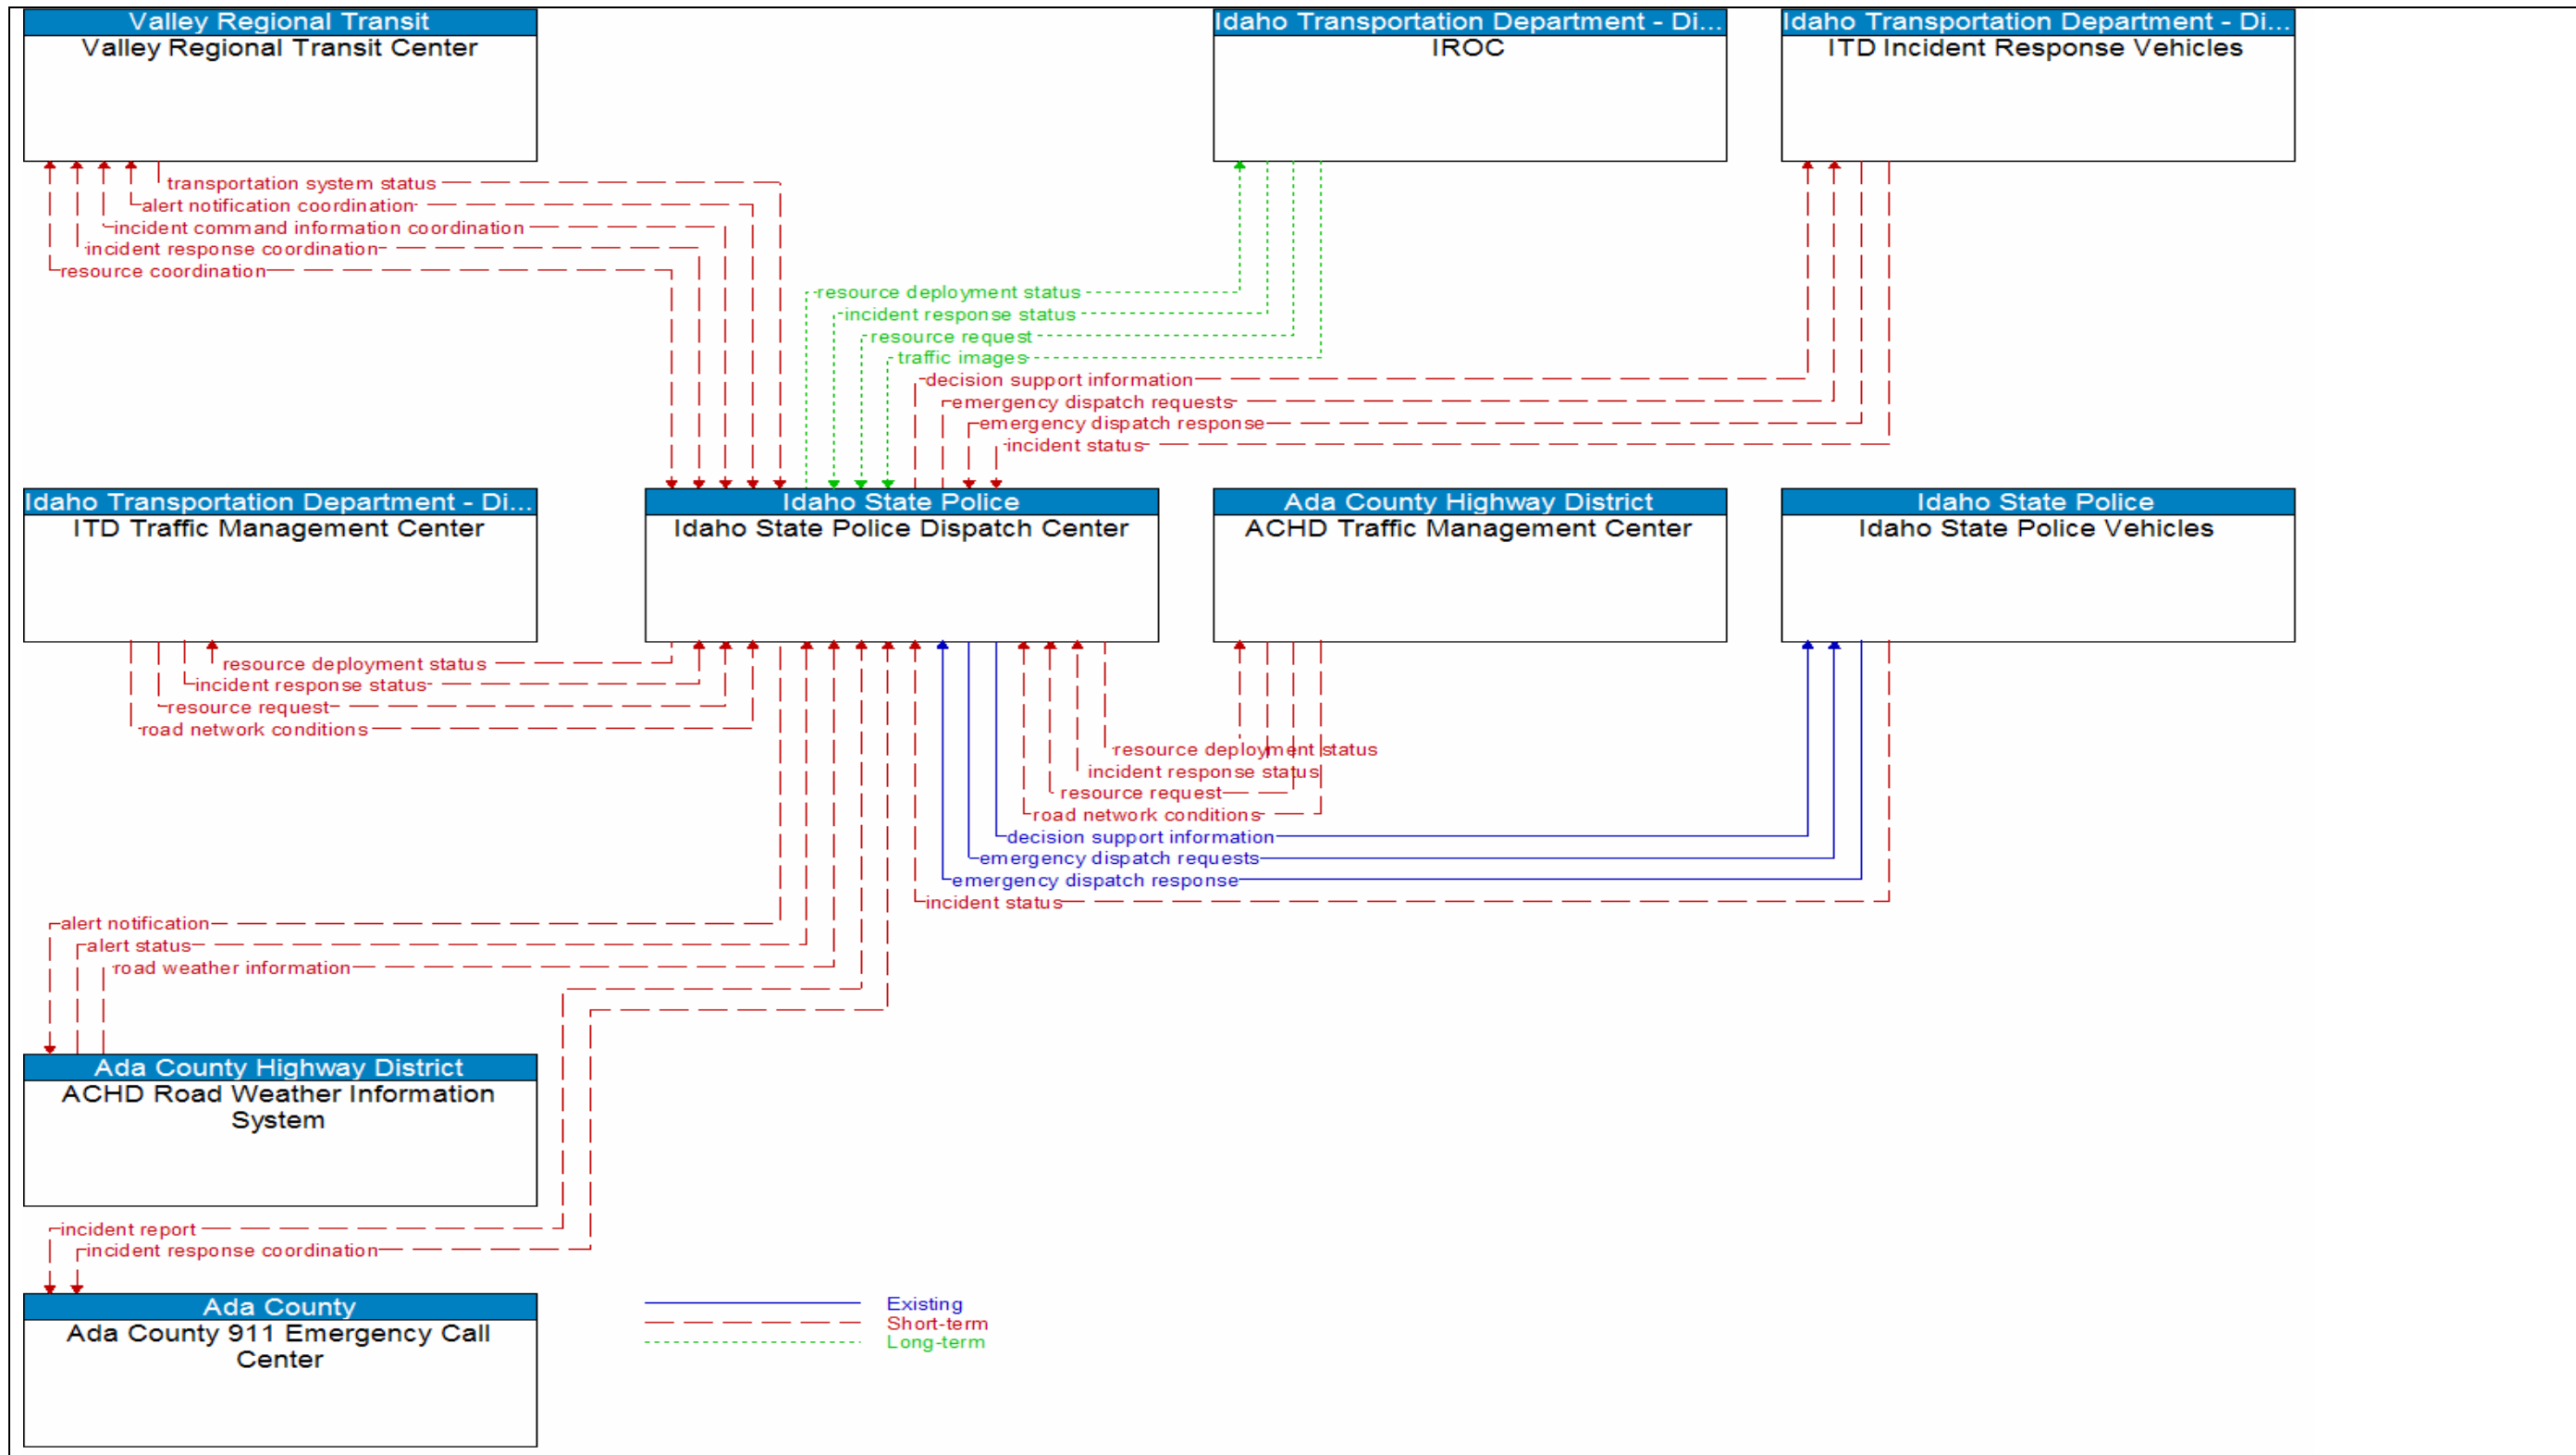 Valley Regional Transit
Valley Regional Transit Center
Idaho Transportation Department - Di...
IROC
Idaho Transportation Department - Di...
ITD Incident Response Vehicles
transportation system status
alert notification coordination
incident command information coordination
incident response coordination
resource coordination
resource deployment status
incident response status
resource request
traffic images
decision support information
emergency dispatch requests
emergency dispatch response
incident status
Idaho Transportation Department - Di...
ITD Traffic Management Center
Idaho State Police
Idaho State Police Dispatch Center
Ada County Highway District
ACHD Traffic Management Center
Idaho State Police
Idaho State Police Vehicles
resource deployment status
incident response status
resource request
road network conditions
resource deployment status
incident response status
resource request
road network conditions
decision support information
emergency dispatch requests
emergency dispatch response
incident status
alert notification
alert status
road weather information
Ada County Highway District
ACHD Road Weather Information
System
incident report
incident response coordination
Ada County
Ada County 911 Emergency Call
Center
Existing
Short-term
Long-term